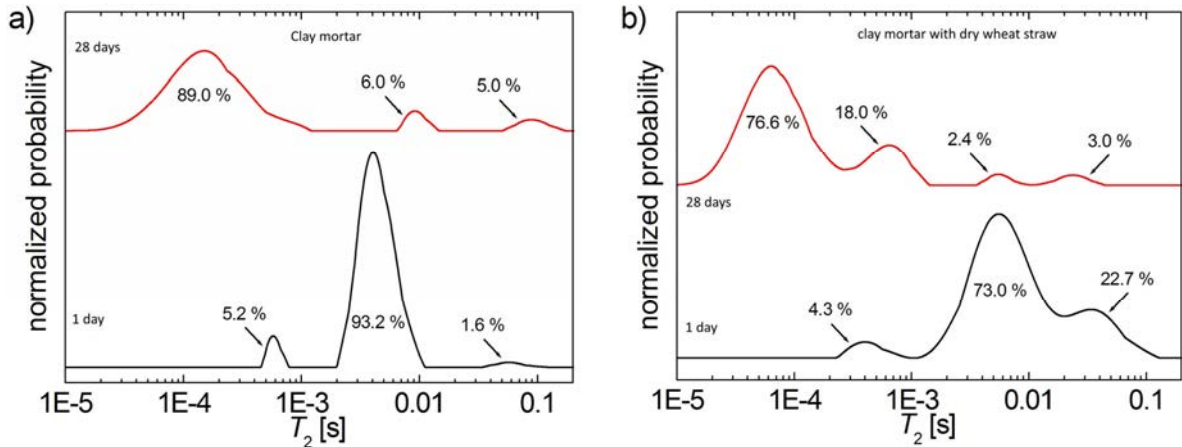 a)
Clay mortar
28 days
89.0 %
6.0 %
5.0 %
normalized probability
1 day
5.2 %
93.2 %
1.6 %
1E-5 1E-4 1E-3 0.01 0.1
T2 [s]
b)
clay mortar with dry wheat straw
76.6 %
18.0 %
2.4 %
3.0 %
28 days
normalized probability
1 day
4.3 %
73.0 %
22.7 %
1E-5 1E-4 1E-3 0.01 0.1
T2 [s]